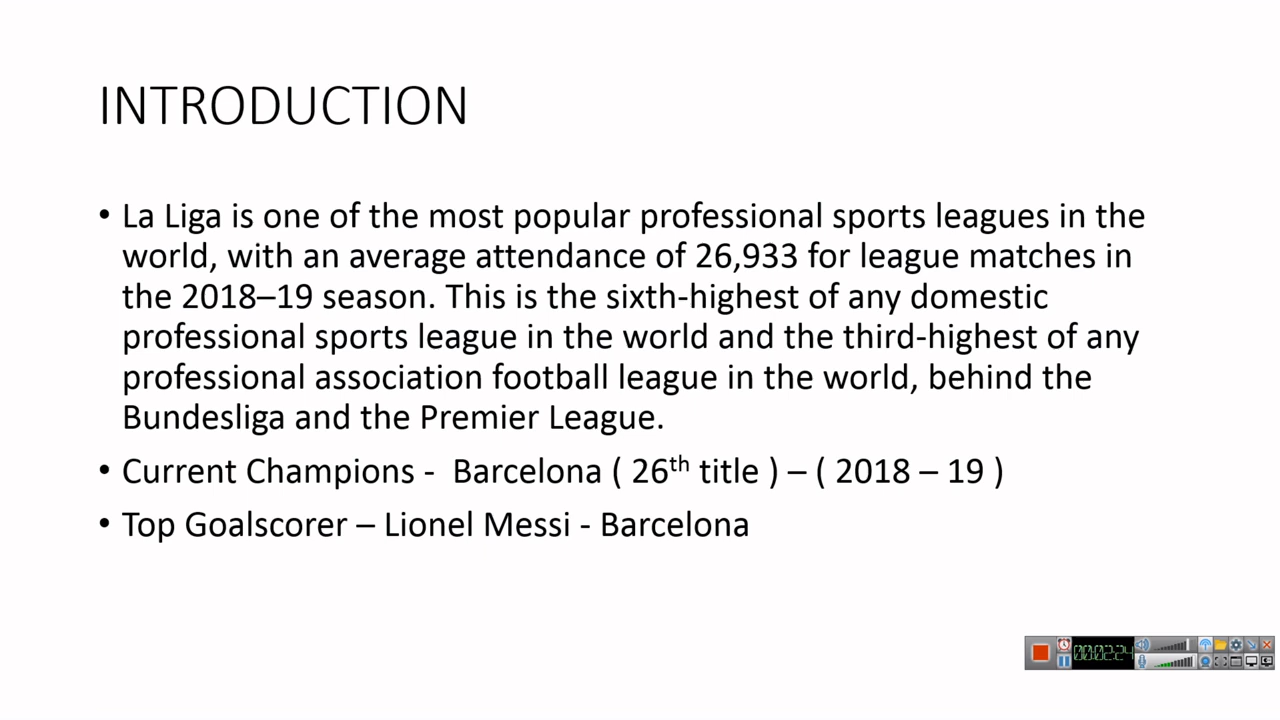 INTRODUCTION
• La Liga is one of the most popular professional sports leagues in the
world, with an average attendance of 26,933 for league matches in
the 2018–19 season. This is the sixth-highest of any domestic
professional sports league in the world and the third-highest of any
professional association football league in the world, behind the
Bundesliga and the Premier League.
• Current Champions - Barcelona ( 26th title ) – ( 2018 – 19 )
• Top Goalscorer – Lionel Messi - Barcelona
00:02:24